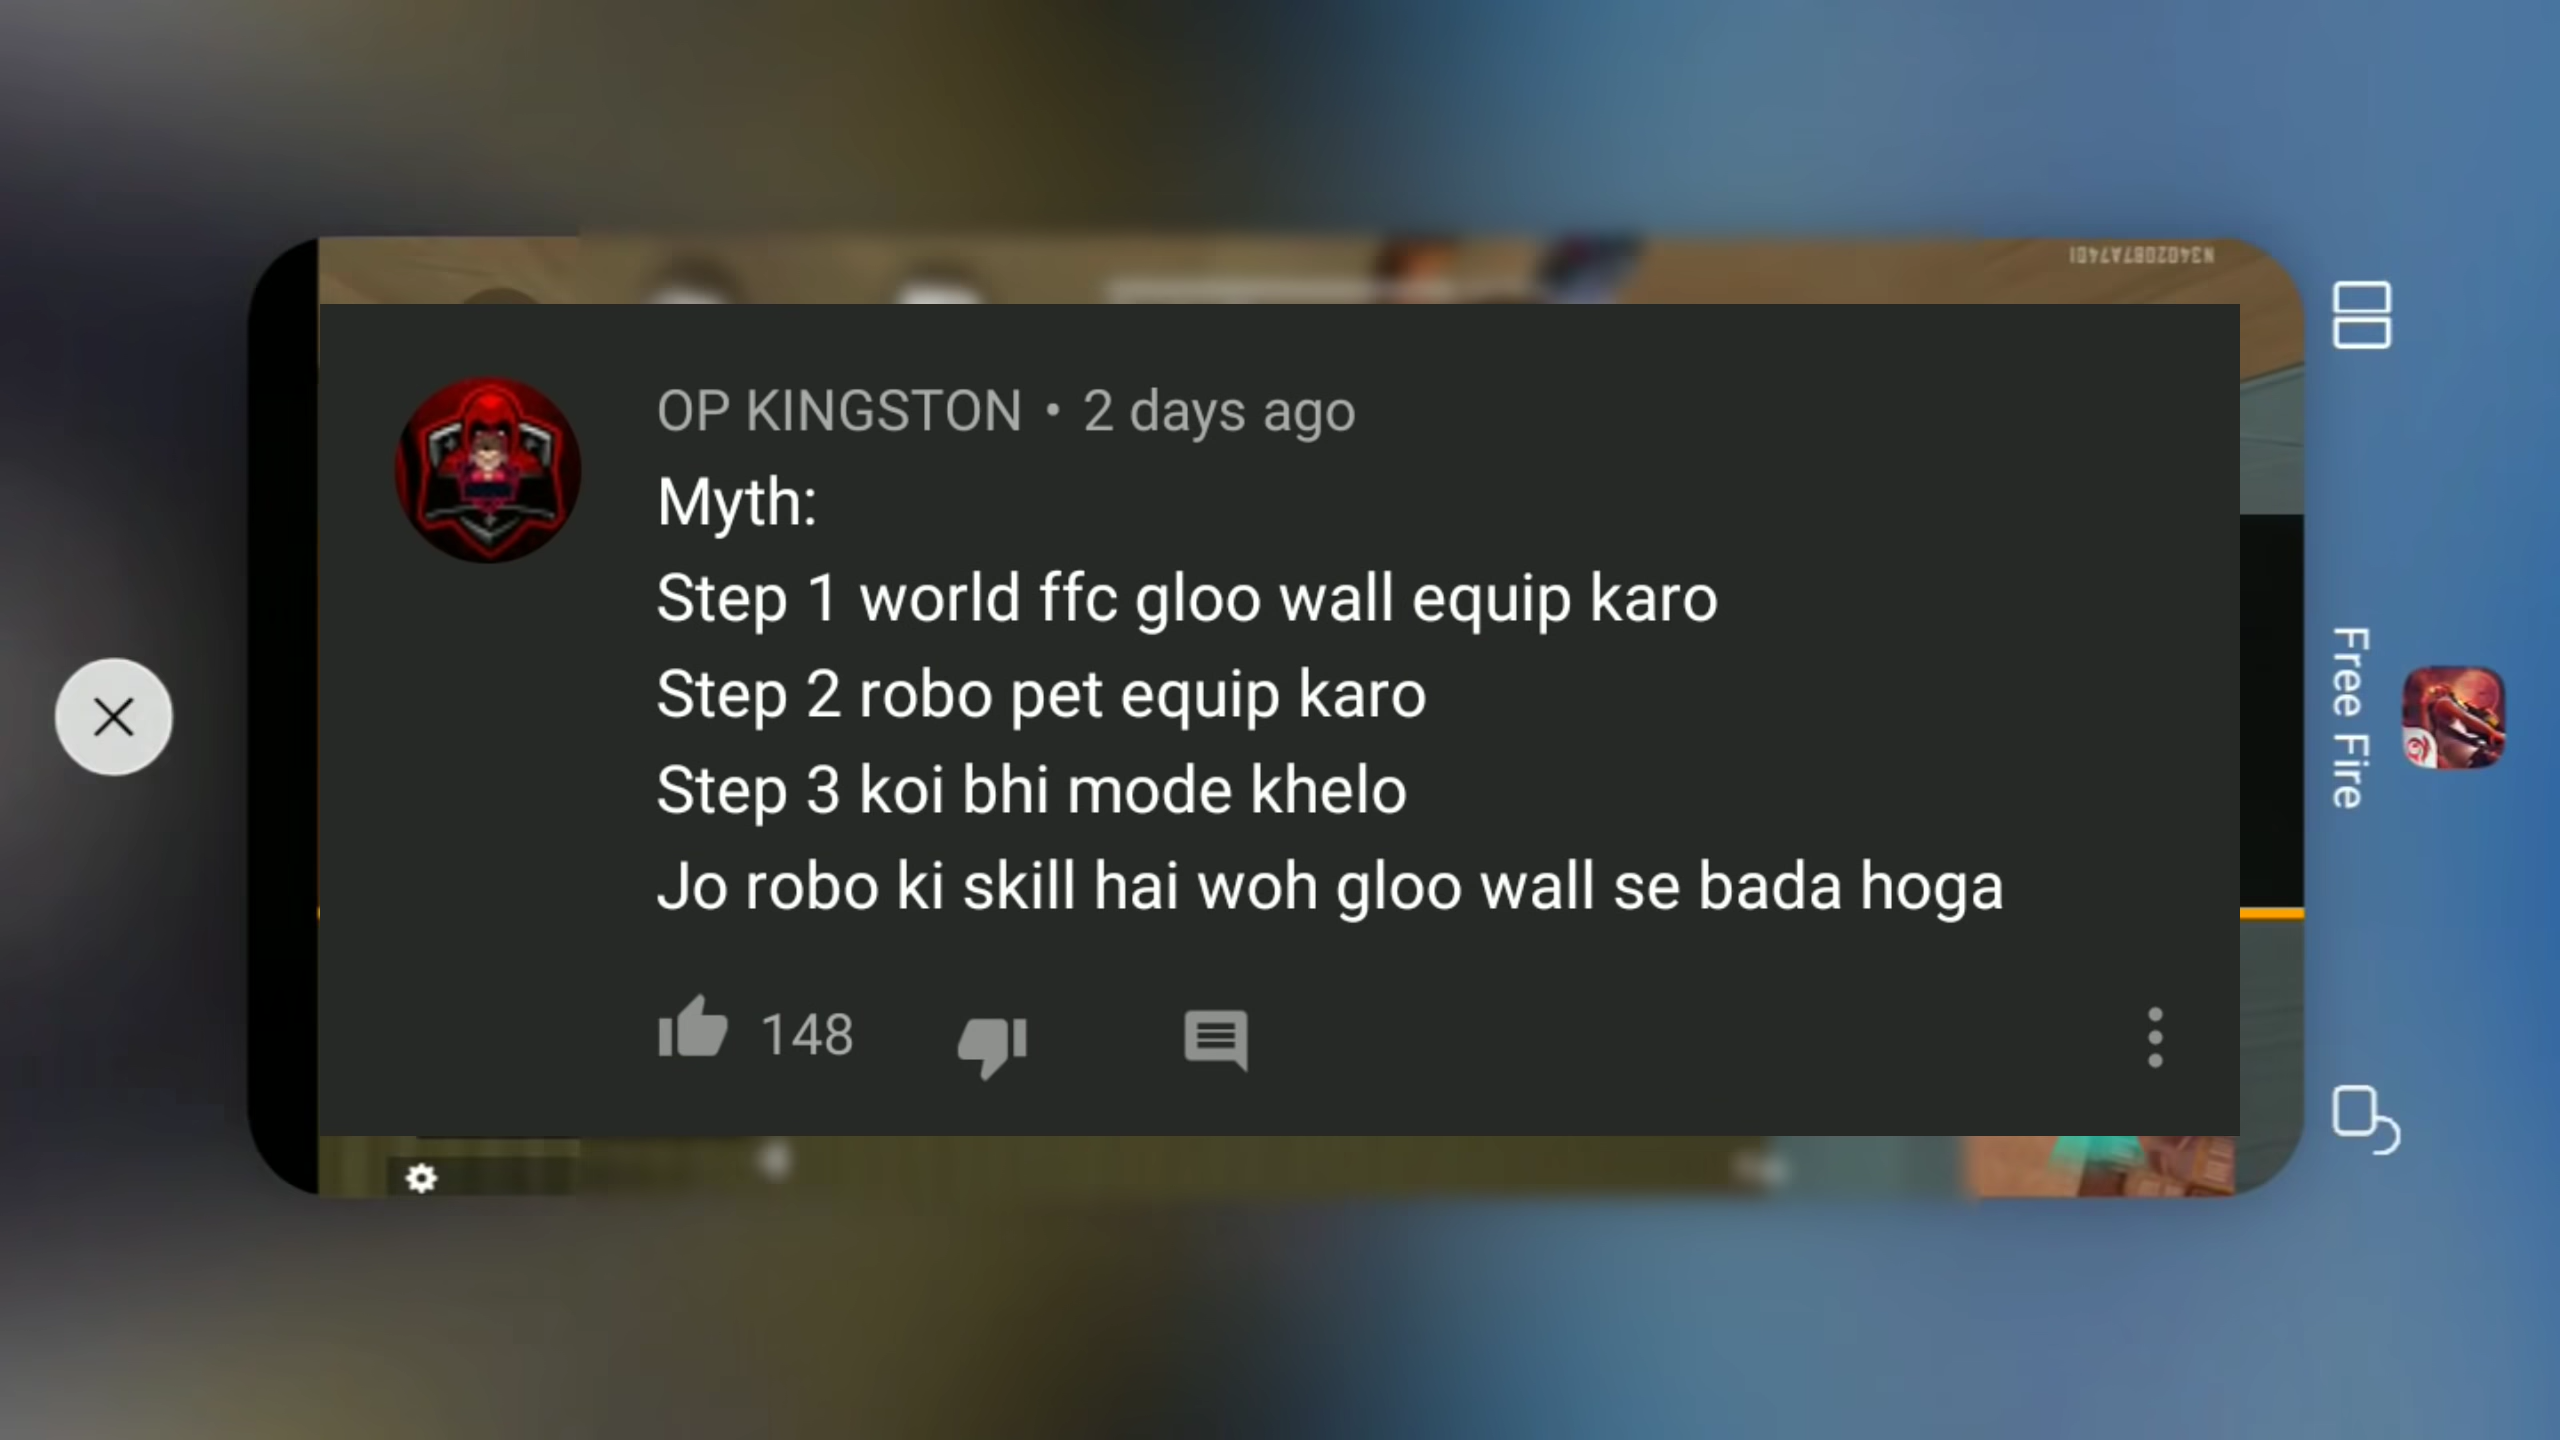 N34020B7A7401
OP KINGSTON • 2 days ago
Myth:
Step 1 world ffc gloo wall equip karo
Step 2 robo pet equip karo
Step 3 koi bhi mode khelo
Jo robo ki skill hai woh gloo wall se bada hoga
148
Free Fire